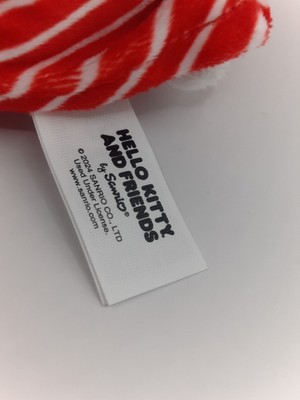 HELLO KITTY
AND FRIENDS
by Sanrio®
© 2024 SANRIO CO., LTD
Used Under License.
www.sanrio.com